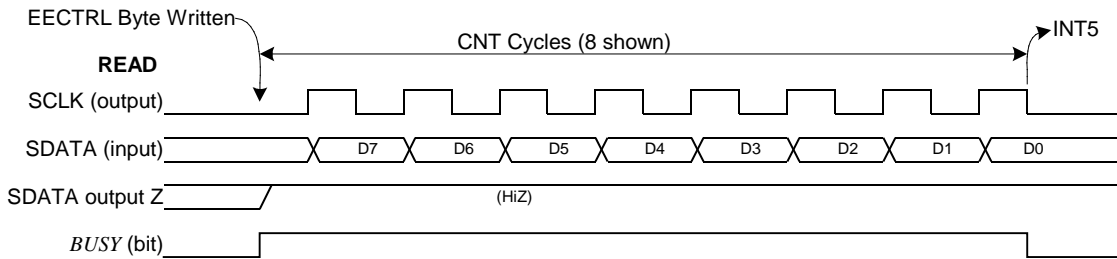 EECTRL Byte Written
INT5
CNT Cycles (8 shown)
READ
SCLK (output)
SDATA (input) D7 D6 D5 D4 D3 D2 D1 D0
SDATA output Z (HiZ)
BUSY (bit)